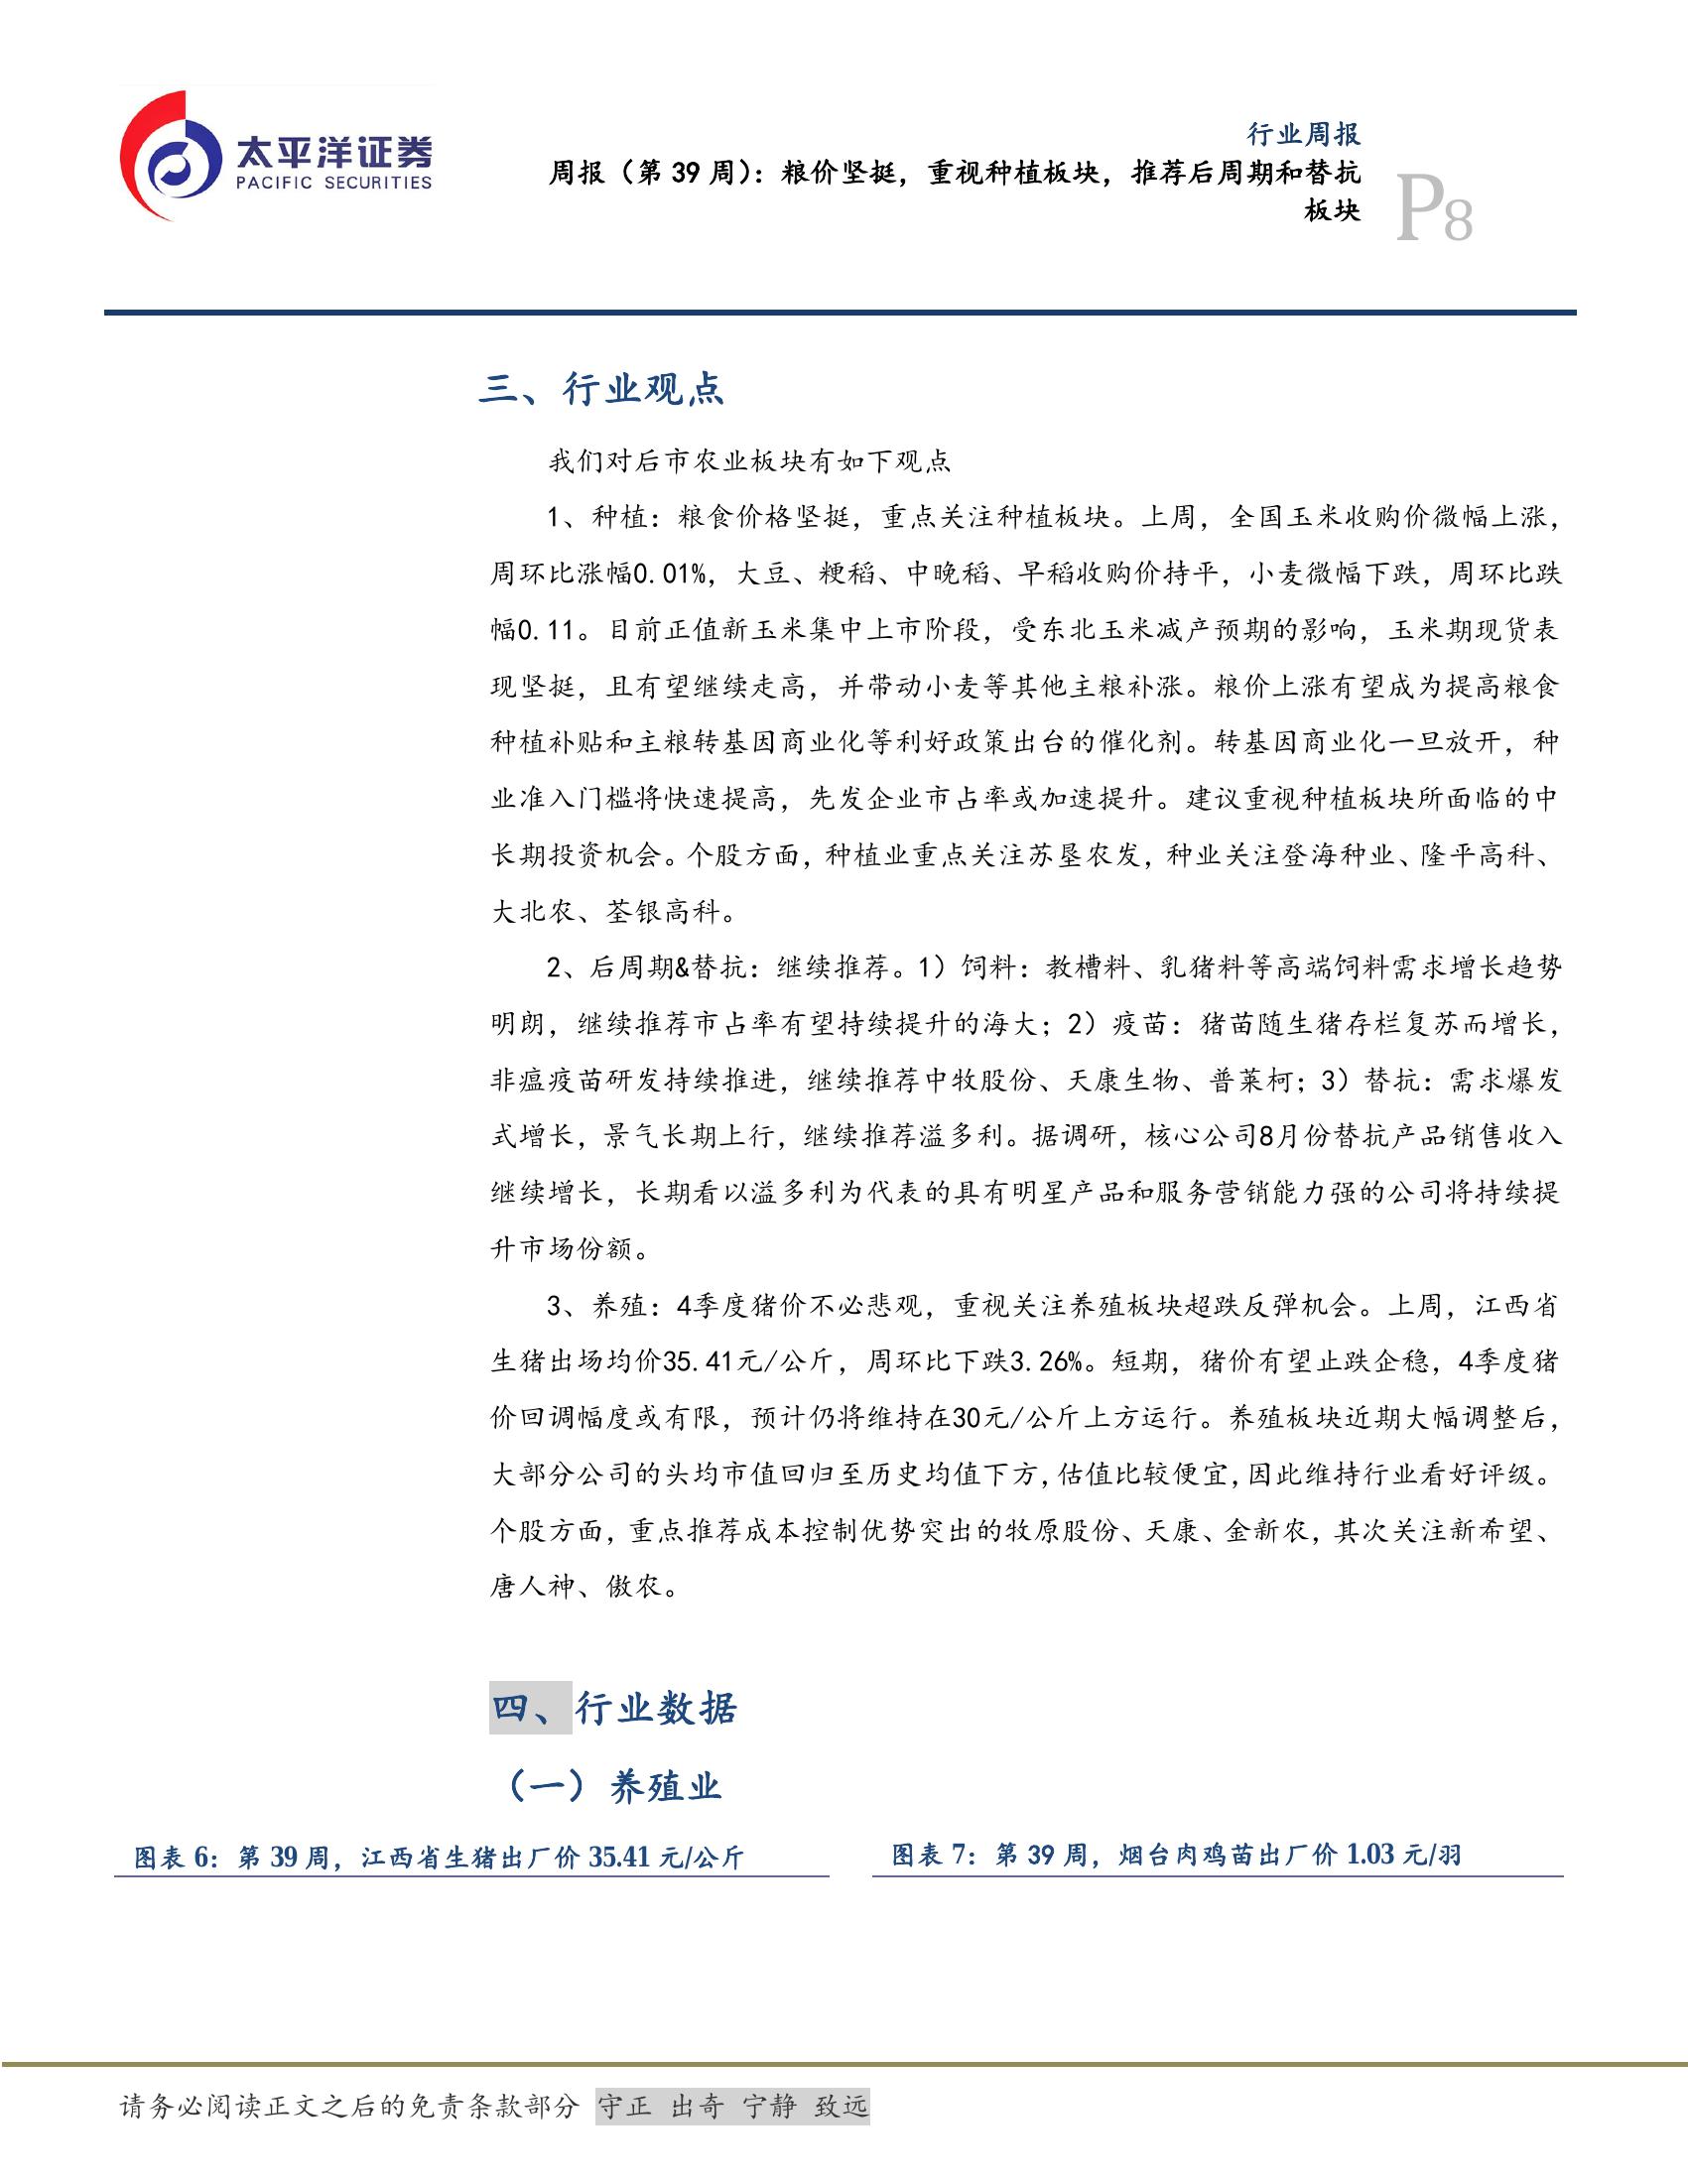 太平洋证券
PACIFIC SECURITIES
行业周报
周报（第 39 周）：粮价坚挺，重视种植板块，推荐后周期和替抗
板块
P8
三、行业观点
我们对后市农业板块有如下观点
1、种植：粮食价格坚挺，重点关注种植板块。上周，全国玉米收购价微幅上涨，
周环比涨幅0.01%，大豆、粳稻、中晚稻、早稻收购价持平，小麦微幅下跌，周环比跌
幅0.11。目前正值新玉米集中上市阶段，受东北玉米减产预期的影响，玉米期现货表
现坚挺，且有望继续走高，并带动小麦等其他主粮补涨。粮价上涨有望成为提高粮食
种植补贴和主粮转基因商业化等利好政策出台的催化剂。转基因商业化一旦放开，种
业准入门槛将快速提高，先发企业市占率或加速提升。建议重视种植板块所面临的中
长期投资机会。个股方面，种植业重点关注苏垦农发，种业关注登海种业、隆平高科、
大北农、荃银高科。
2、后周期&替抗：继续推荐。1）饲料：教槽料、乳猪料等高端饲料需求增长趋势
明朗，继续推荐市占率有望持续提升的海大；2）疫苗：猪苗随生猪存栏复苏而增长，
非瘟疫苗研发持续推进，继续推荐中牧股份、天康生物、普莱柯；3）替抗：需求爆发
式增长，景气长期上行，继续推荐溢多利。据调研，核心公司8月份替抗产品销售收入
继续增长，长期看以溢多利为代表的具有明星产品和服务营销能力强的公司将持续提
升市场份额。
3、养殖：4季度猪价不必悲观，重视关注养殖板块超跌反弹机会。上周，江西省
生猪出场均价35.41元/公斤，周环比下跌3.26%。短期，猪价有望止跌企稳，4季度猪
价回调幅度或有限，预计仍将维持在30元/公斤上方运行。养殖板块近期大幅调整后，
大部分公司的头均市值回归至历史均值下方，估值比较便宜，因此维持行业看好评级。
个股方面，重点推荐成本控制优势突出的牧原股份、天康、金新农，其次关注新希望、
唐人神、傲农。
四、行业数据
（一）养殖业
图表 6：第 39 周，江西省生猪出厂价 35.41 元/公斤
图表 7：第 39 周，烟台肉鸡苗出厂价 1.03 元/羽
请务必阅读正文之后的免责条款部分 守正 出奇 宁静 致远